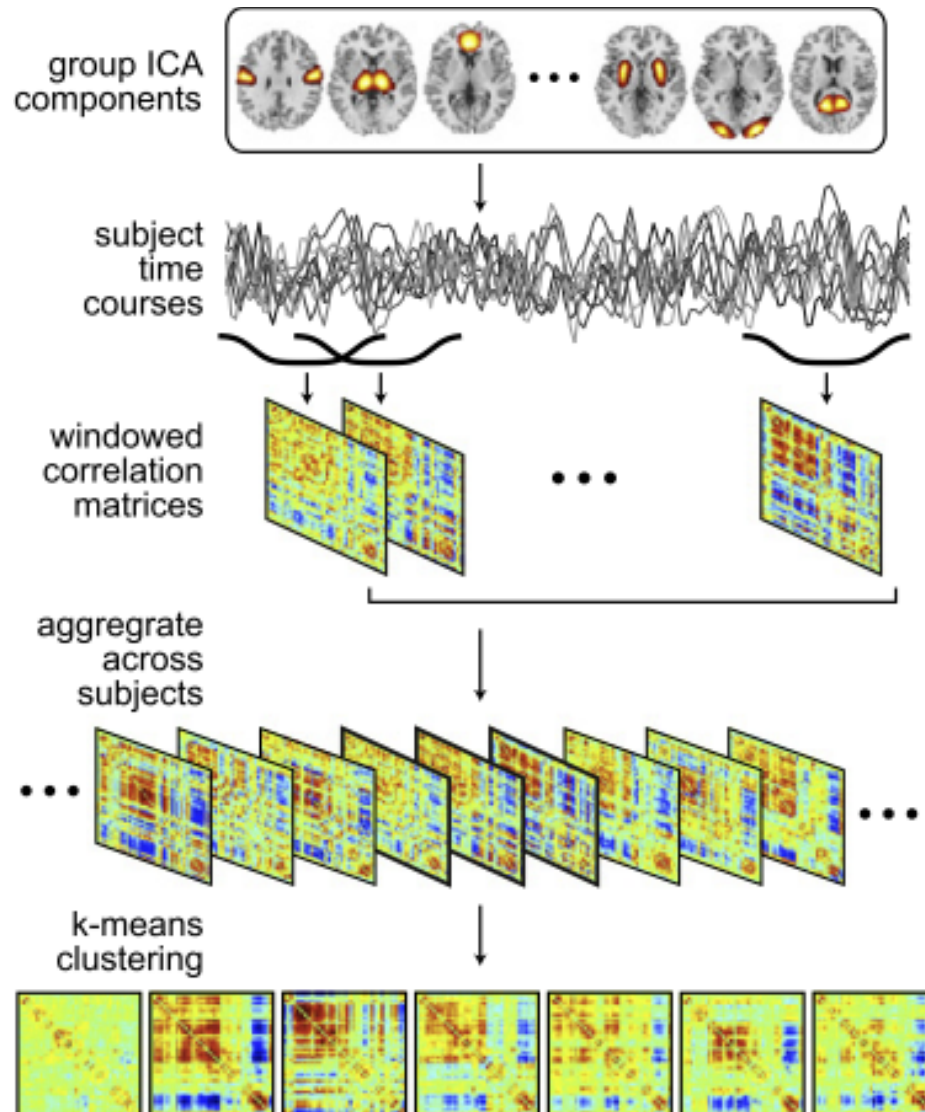 group ICA
components
subject
time
courses
windowed
correlation
matrices
aggregrate
across
subjects
k-means
clustering